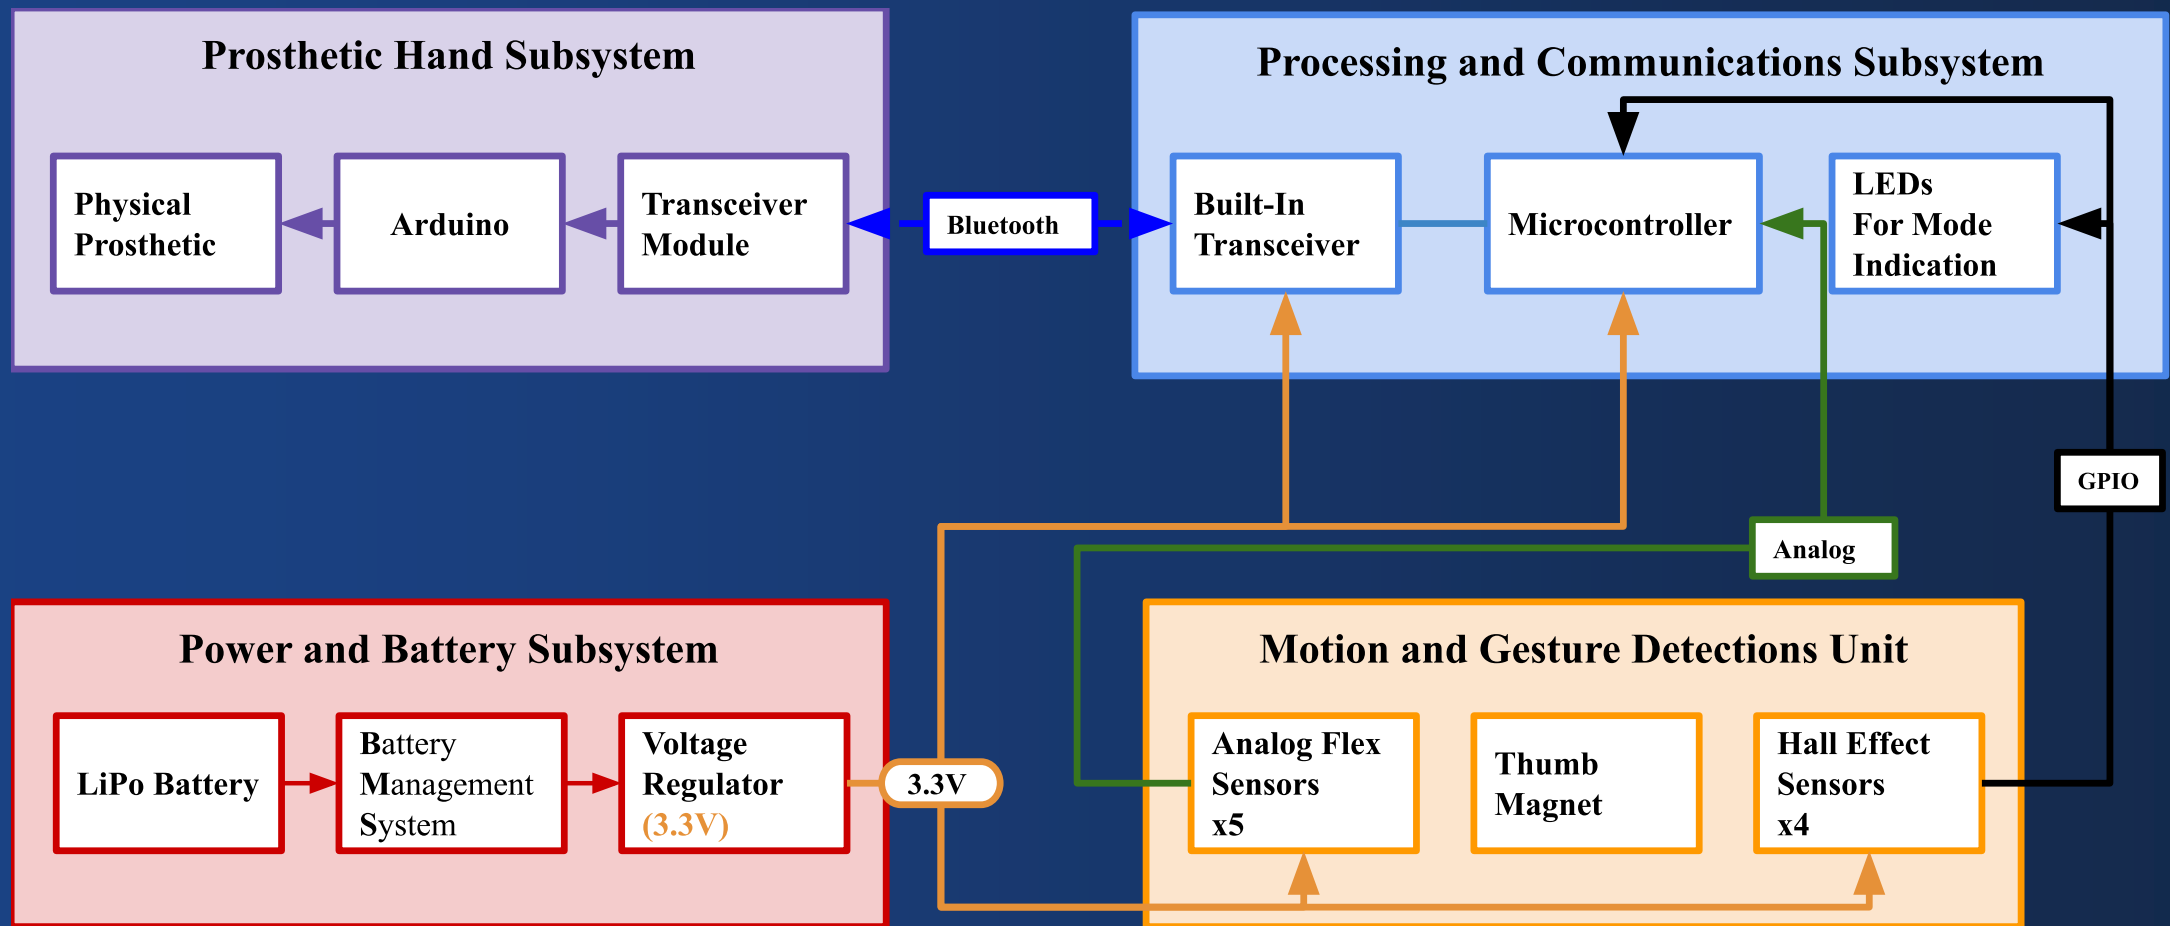 Prosthetic Hand Subsystem
Physical
Prosthetic
Arduino
Transceiver
Module
Bluetooth
Processing and Communications Subsystem
Built-In
Transceiver
Microcontroller
LEDs
For Mode
Indication
GPIO
Analog
Power and Battery Subsystem
LiPo Battery
Battery
Management
System
Voltage
Regulator
(3.3V)
3.3V
Motion and Gesture Detections Unit
Analog Flex
Sensors
x5
Thumb
Magnet
Hall Effect
Sensors
x4